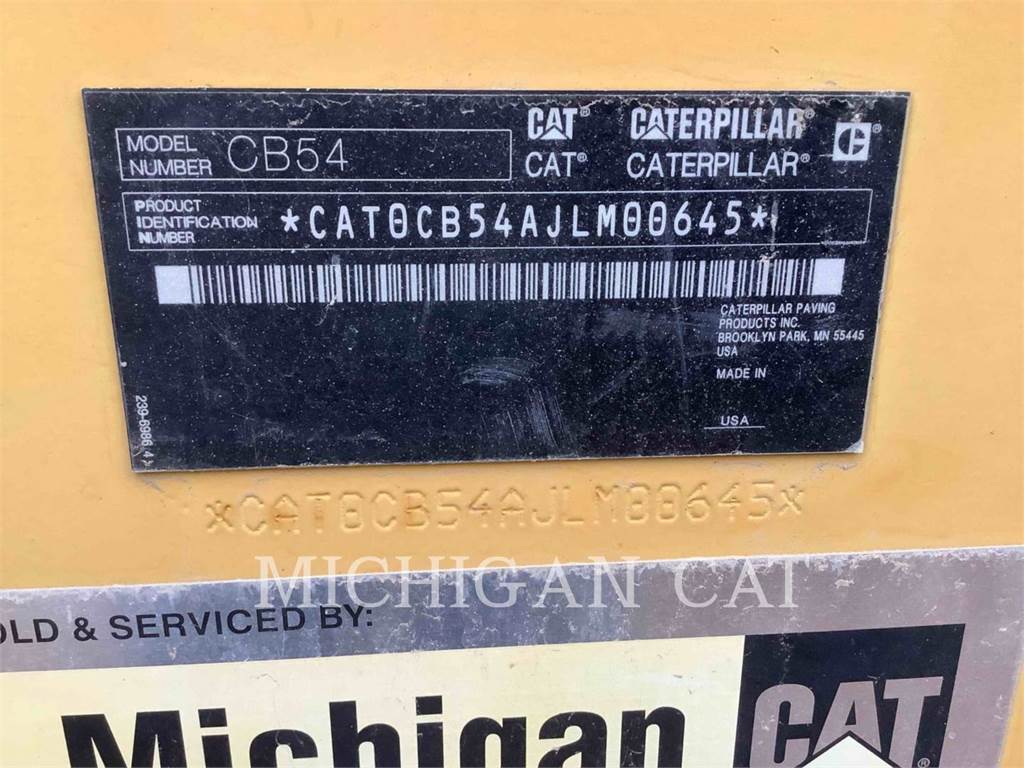 MODEL NUMBER CB54
CAT® CATERPILLAR®
CAT® CATERPILLAR®
PRODUCT IDENTIFICATION NUMBER *CAT0CB54AJLM00645*
CATERPILLAR PAVING
PRODUCTS INC.
BROOKLYN PARK, MN 55445
USA
MADE IN
USA
239-6986 4
*CAT0CB54AJLM00645*
MICHIGAN CAT
OLD & SERVICED BY:
Michigan CAT®